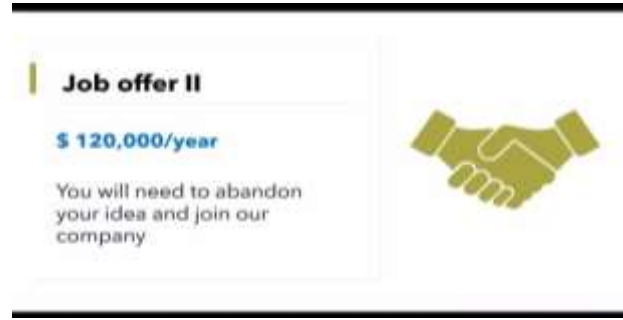 Job offer II
$ 120,000/year
You will need to abandon
your idea and join our
company